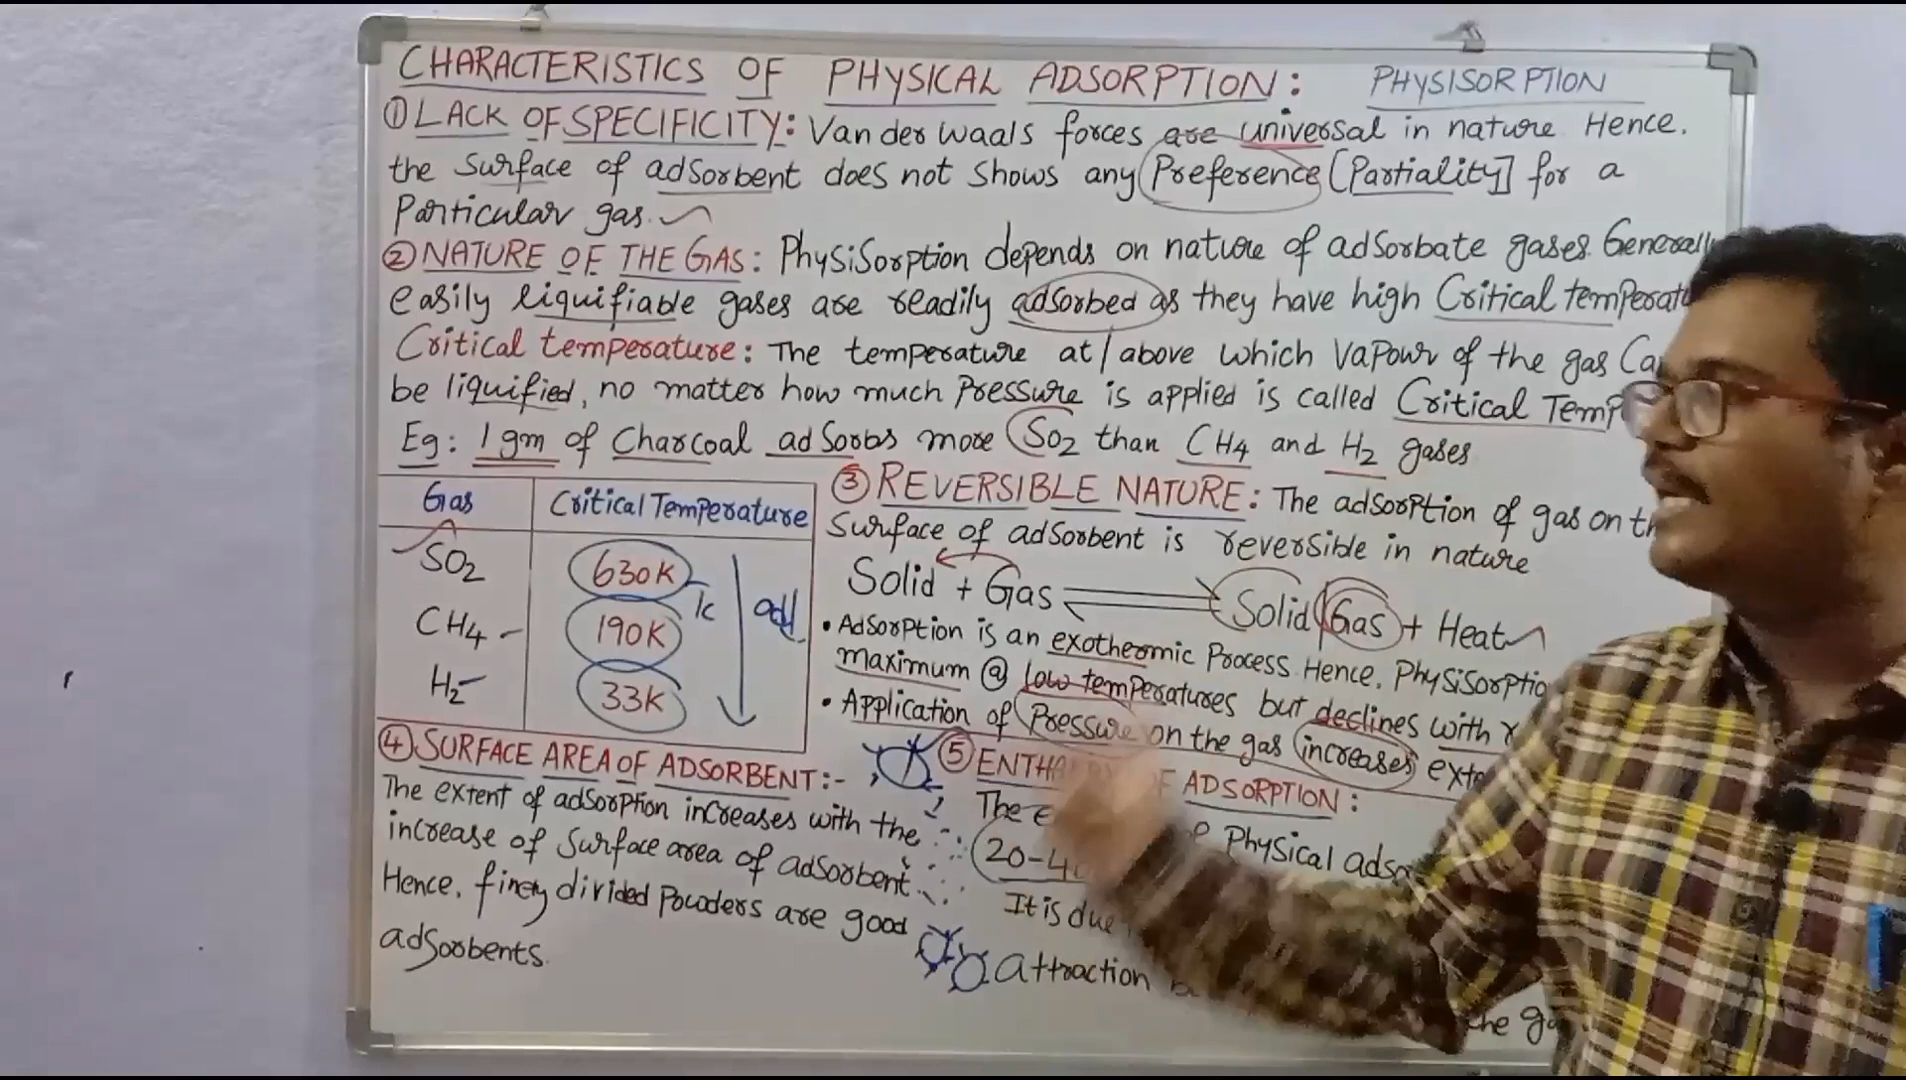 CHARACTERISTICS OF PHYSICAL ADSORPTION: PHYSISORPTION
① LACK OF SPECIFICITY: Van der waals forces are universal in nature Hence.
the surface of adsorbent does not shows any Preference [Partiality] for a
Particular gas.
② NATURE OF THE GAS: PhysiSorption depends on nature of adsorbate gases. Generall
easily liquifiable gases are readily adsorbed as they have high Critical temperat
Critical temperature: The temperature at/above which vapour of the gas Ca
be liquified, no matter how much Pressure is applied is called Critical Temp
Eg: 1 gm of Charcoal adsorbs more SO2 than CH4 and H2 gases
Gas Critical Temperature
SO2 630K
CH4 190K
H2 33K
③ REVERSIBLE NATURE: The adsorption of gas on th
Surface of adsorbent is reversible in nature
Solid + Gas ⇌ Solid|Gas + Heat
• Adsorption is an exothermic Process. Hence. Physisorptio
maximum @ low temperatures but declines with
• Application of Pressure on the gas increases exte
④ SURFACE AREA OF ADSORBENT:-
The extent of adsorption increases with the
increase of surface area of adsorbent.
Hence. finely divided Powders are good
adsorbents.
⑤ ENTHA OF ADSORPTION:
The Physical adso
20-4
It is due
attraction
the ga